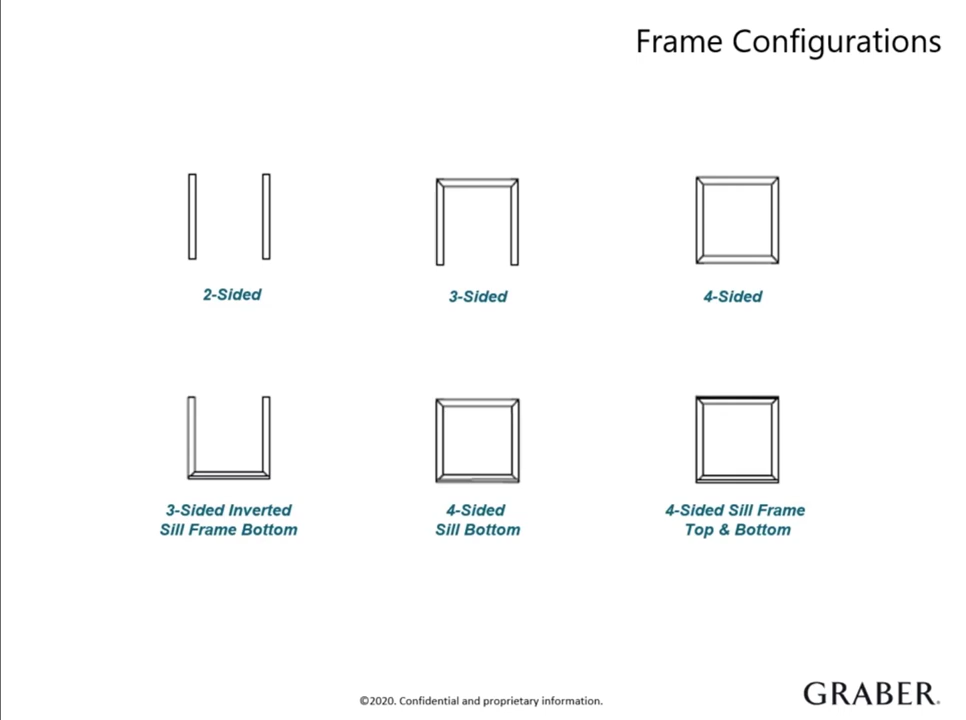 Frame Configurations
2-Sided
3-Sided
4-Sided
3-Sided Inverted
Sill Frame Bottom
4-Sided
Sill Bottom
4-Sided Sill Frame
Top & Bottom
©2020. Confidential and proprietary information.
GRABER.